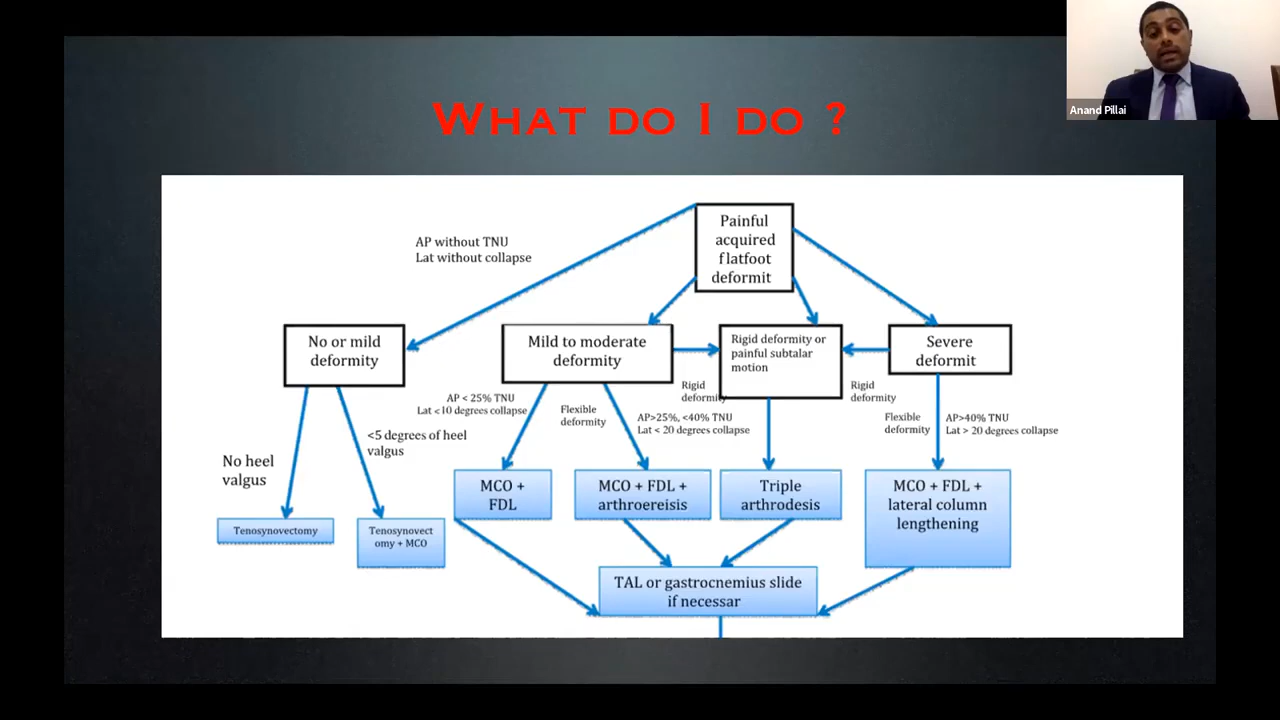 Anand Pillai
WHAT DO I DO ?
Painful
acquired
flatfoot
deformit
AP without TNU
Lat without collapse
No or mild
deformity
Mild to moderate
deformity
Rigid deformity or
painful subtalar
motion
Severe
deformit
Rigid
deformity
Rigid
deformity
AP < 25% TNU
Lat <10 degrees collapse
Flexible
deformity
AP>25%, <40% TNU
Lat < 20 degrees collapse
Flexible
deformity
AP>40% TNU
Lat > 20 degrees collapse
No heel
valgus
<5 degrees of heel
valgus
MCO +
FDL
MCO + FDL +
arthroereisis
Triple
arthrodesis
MCO + FDL +
lateral column
lengthening
Tenosynovectomy
Tenosynovect
omy + MCO
TAL or gastrocnemius slide
if necessar